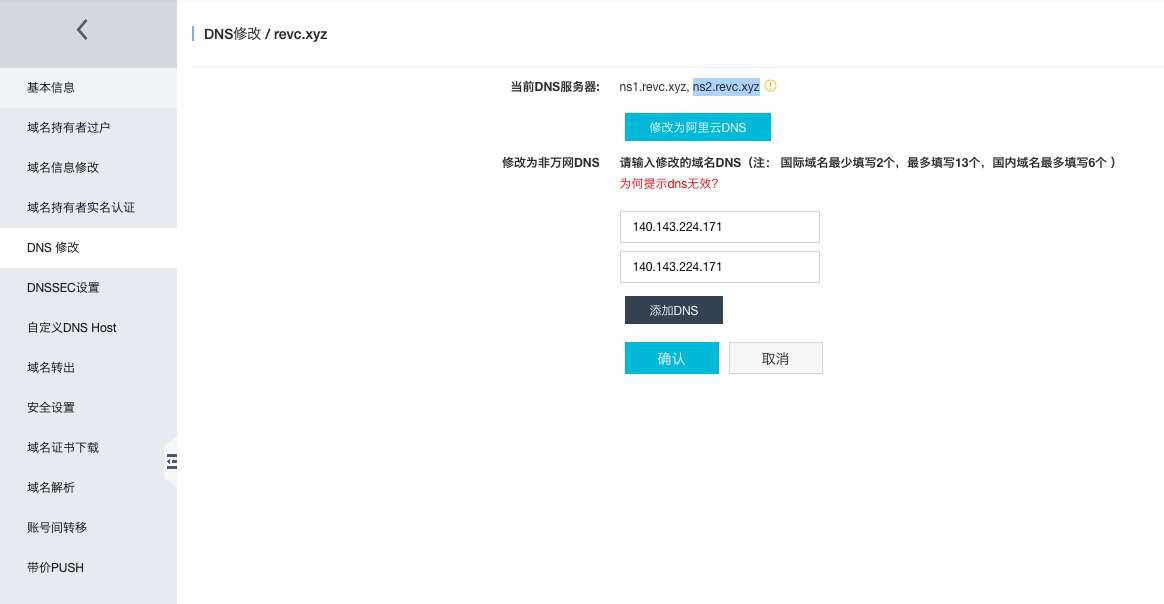 DNS修改 / revc.xyz
基本信息
域名持有者过户
域名信息修改
域名持有者实名认证
DNS 修改
DNSSEC设置
自定义DNS Host
域名转出
安全设置
域名证书下载
域名解析
账号间转移
带价PUSH
当前DNS服务器: ns1.revc.xyz, ns2.revc.xyz
修改为阿里云DNS
修改为非万网DNS 请输入修改的域名DNS（注： 国际域名最少填写2个，最多填写13个，国内域名最多填写6个 ）
为何提示dns无效?
140.143.224.171
140.143.224.171
添加DNS
确认 取消